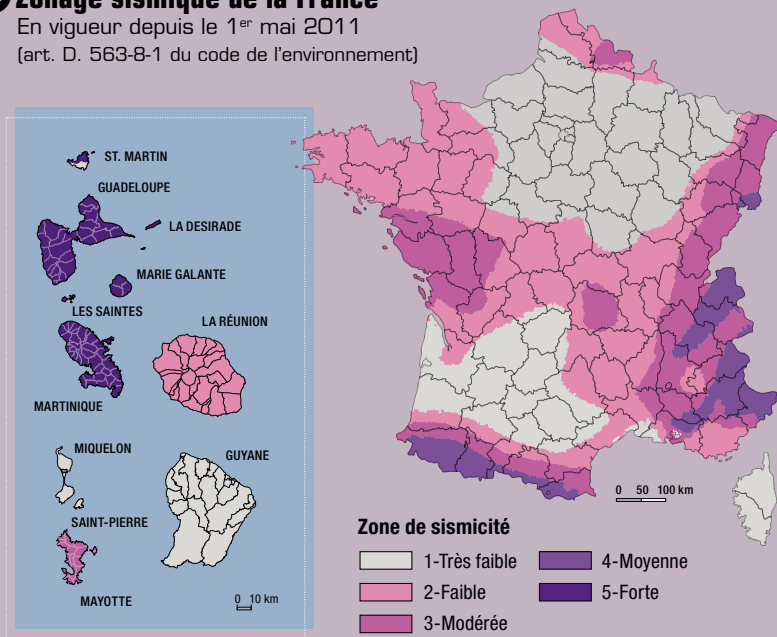 Zonage sismique de la France
En vigueur depuis le 1er mai 2011
(art. D. 563-8-1 du code de l'environnement)
ST. MARTIN
GUADELOUPE
LA DESIRADE
MARIE GALANTE
LES SAINTES
LA RÉUNION
MARTINIQUE
MIQUELON
GUYANE
SAINT-PIERRE
MAYOTTE
0 10 km
0 50 100 km
Zone de sismicité
1-Très faible
2-Faible
3-Modérée
4-Moyenne
5-Forte